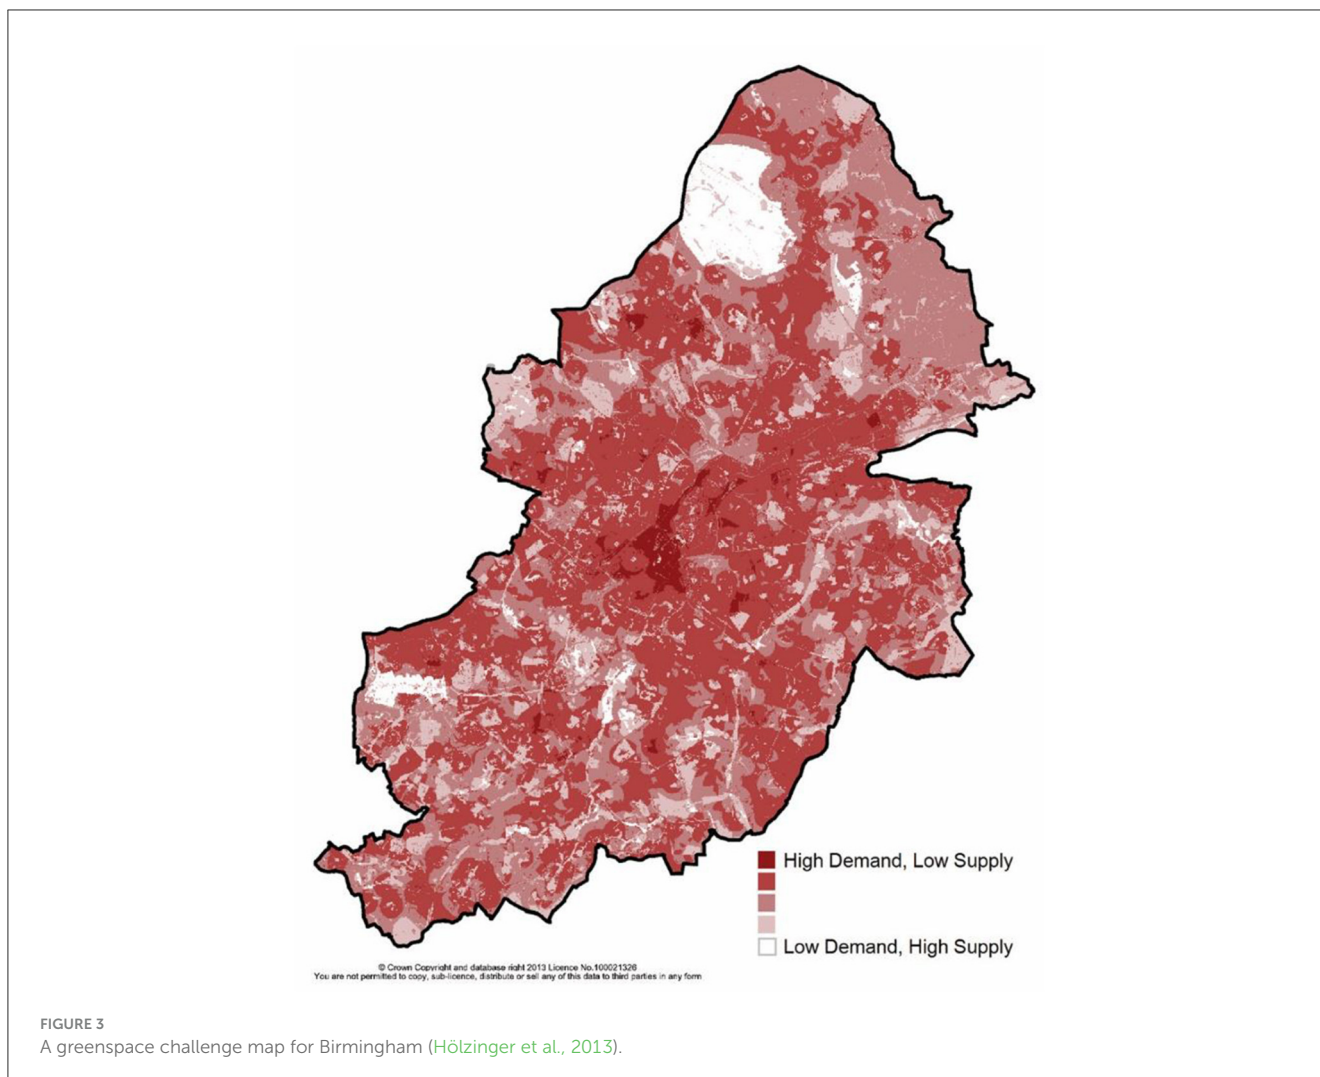 High Demand, Low Supply
Low Demand, High Supply
© Crown Copyright and database right 2013 Licence No.100021326
You are not permitted to copy, sub-licence, distribute or sell any of this data to third parties in any form
FIGURE 3
A greenspace challenge map for Birmingham (Hölzinger et al., 2013).